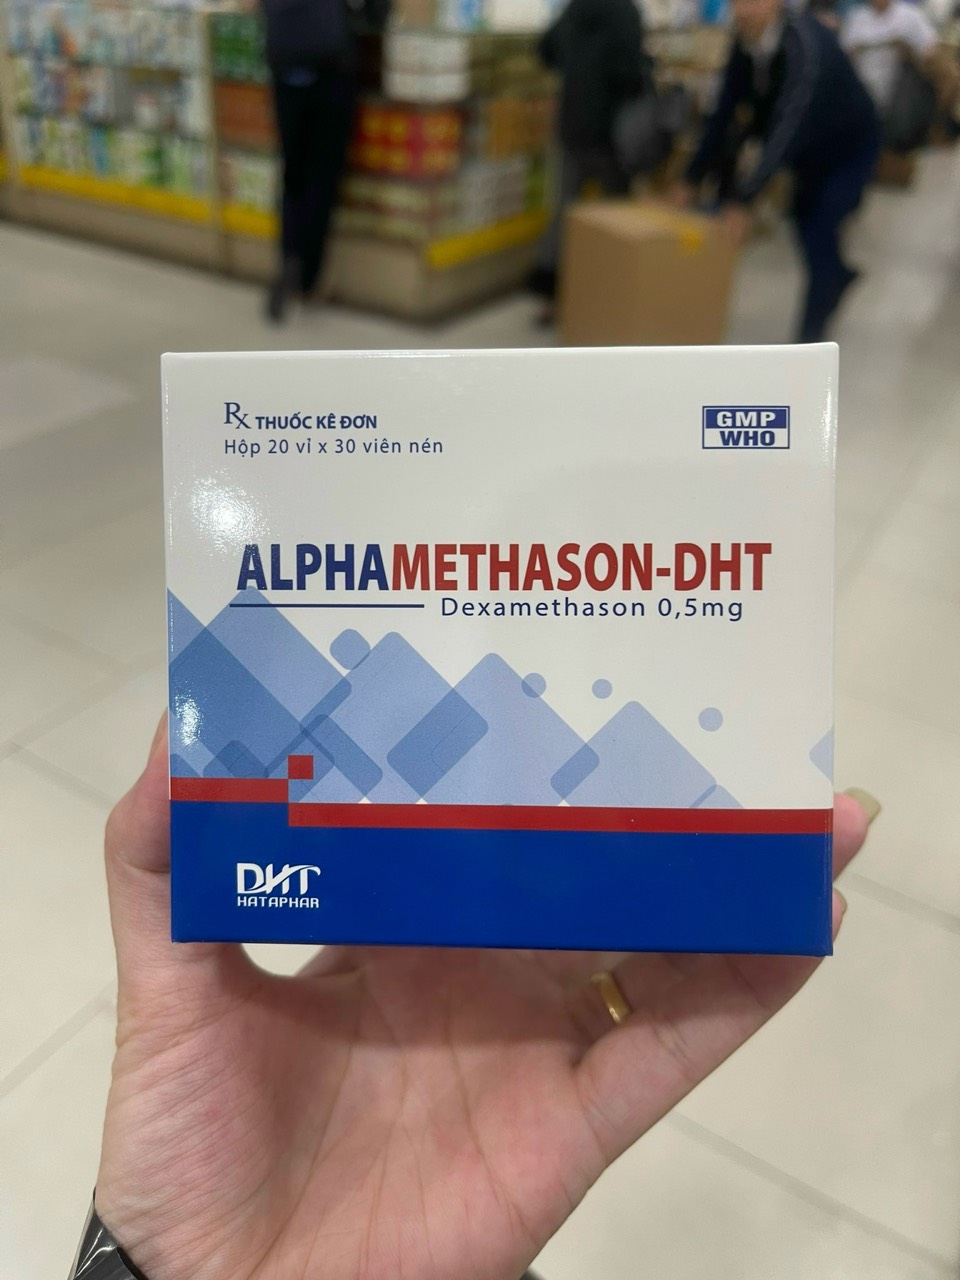 Rx THUỐC KÊ ĐƠN
Hộp 20 vỉ x 30 viên nén
GMP
WHO
ALPHAMETHASON-DHT
Dexamethason 0,5mg
DHT
HATAPHAR